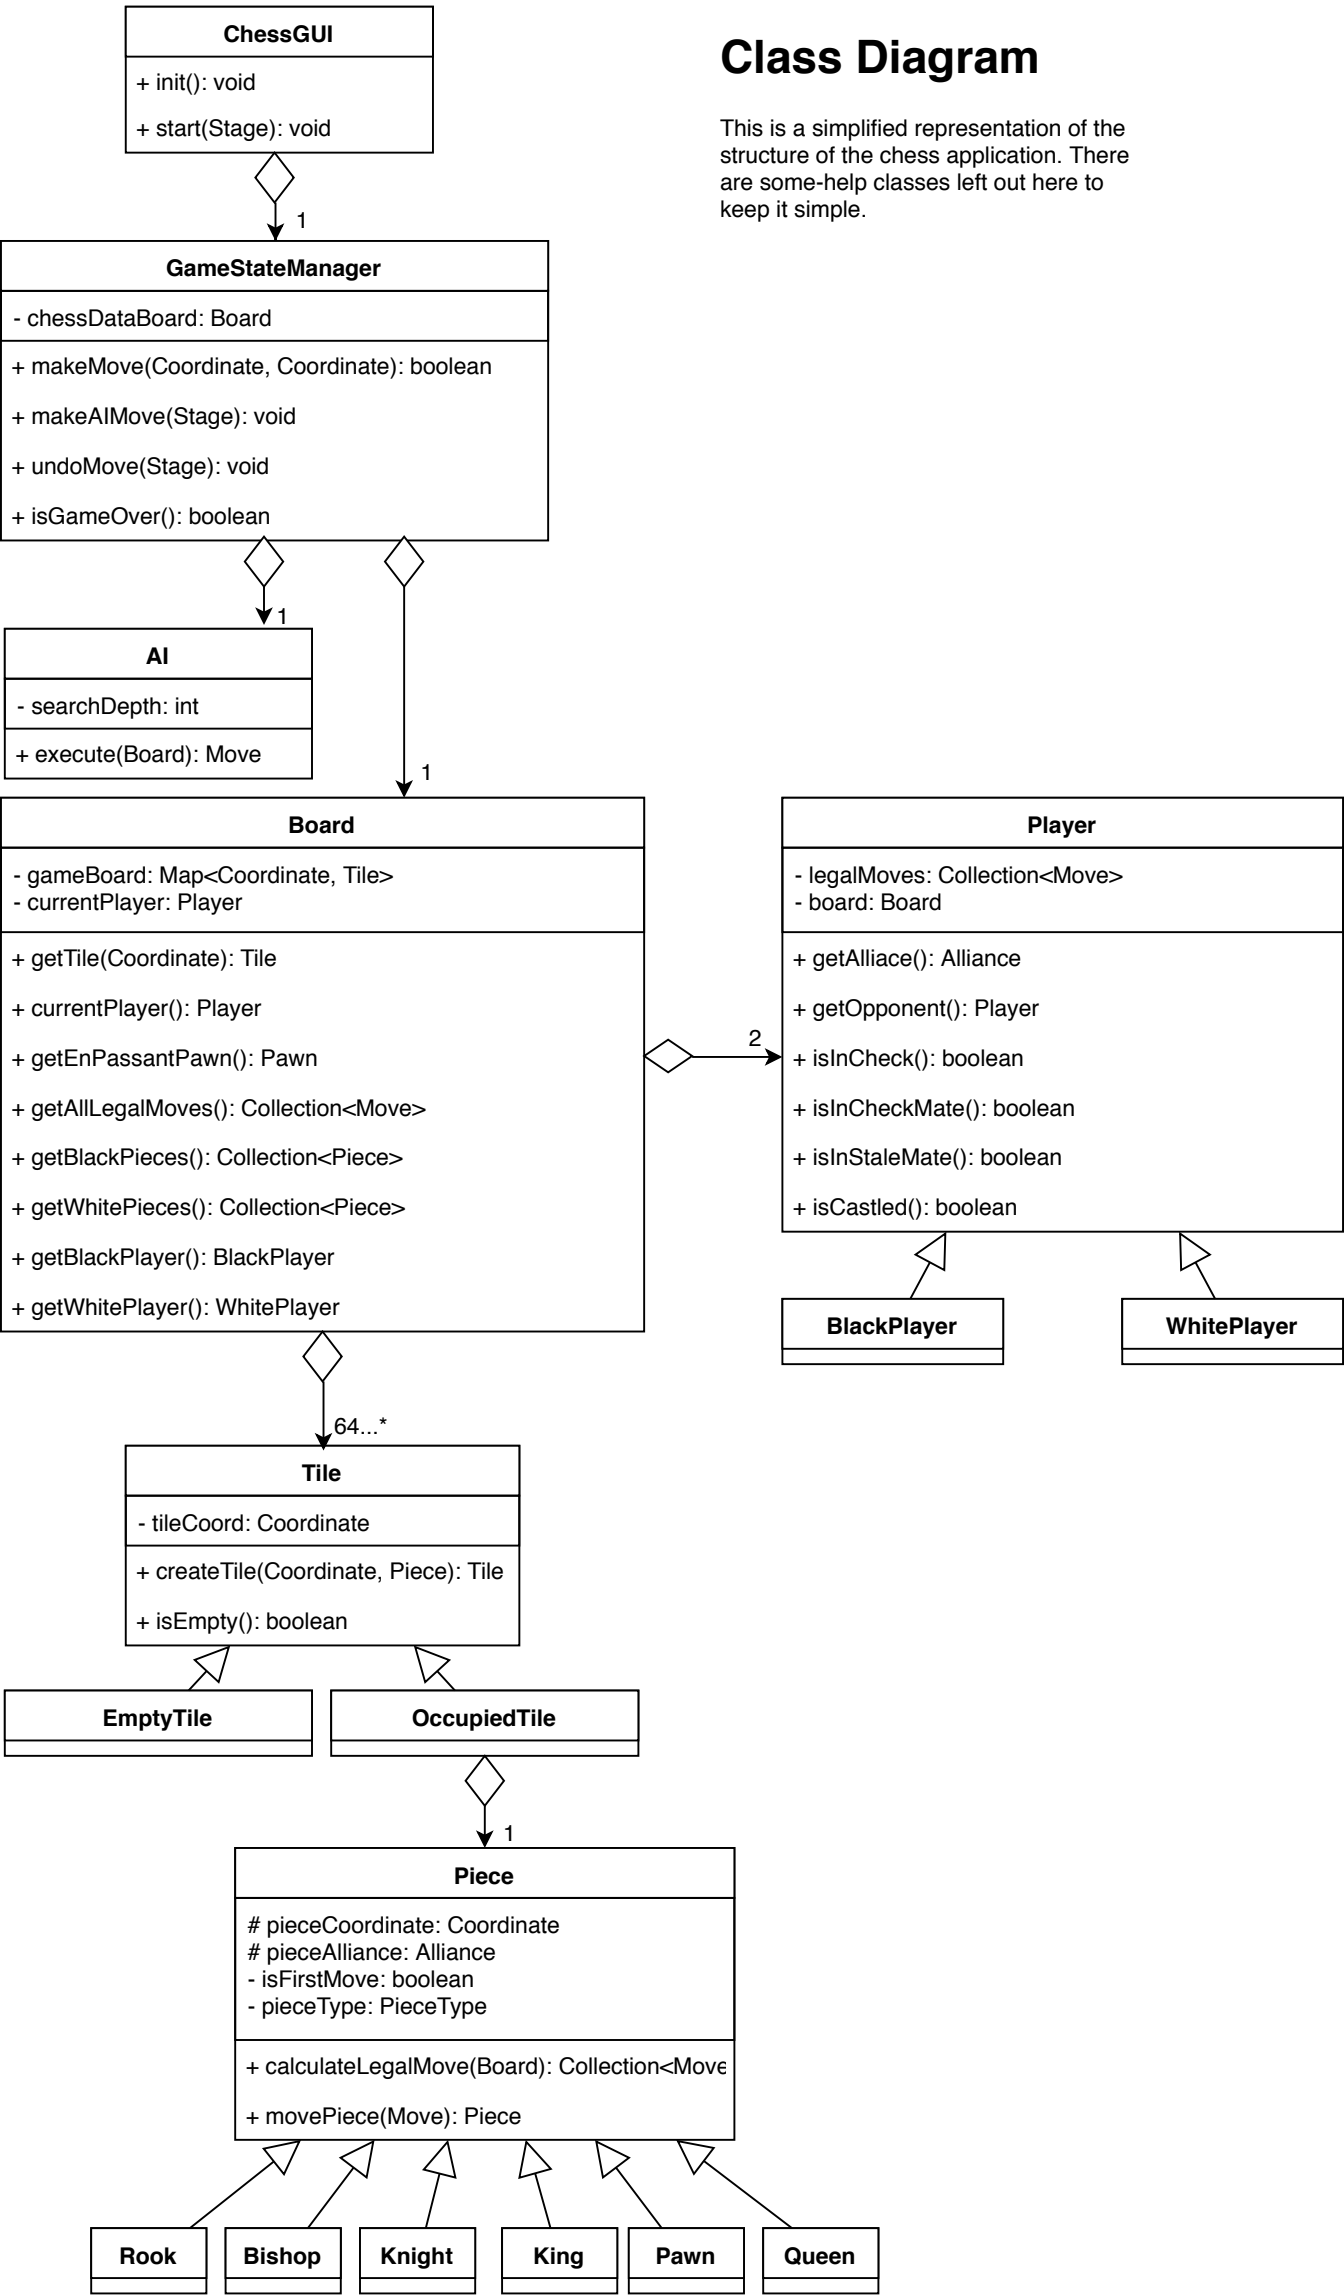 ChessGUI
+ init(): void
+ start(Stage): void
Class Diagram
This is a simplified representation of the
structure of the chess application. There
are some-help classes left out here to
keep it simple.
1
GameStateManager
- chessDataBoard: Board
+ makeMove(Coordinate, Coordinate): boolean
+ makeAIMove(Stage): void
+ undoMove(Stage): void
+ isGameOver(): boolean
1
AI
- searchDepth: int
+ execute(Board): Move
1
Board
- gameBoard: Map<Coordinate, Tile>
- currentPlayer: Player
+ getTile(Coordinate): Tile
+ currentPlayer(): Player
+ getEnPassantPawn(): Pawn
+ getAllLegalMoves(): Collection<Move>
+ getBlackPieces(): Collection<Piece>
+ getWhitePieces(): Collection<Piece>
+ getBlackPlayer(): BlackPlayer
+ getWhitePlayer(): WhitePlayer
2
Player
- legalMoves: Collection<Move>
- board: Board
+ getAlliace(): Alliance
+ getOpponent(): Player
+ isInCheck(): boolean
+ isInCheckMate(): boolean
+ isInStaleMate(): boolean
+ isCastled(): boolean
BlackPlayer
WhitePlayer
64...*
Tile
- tileCoord: Coordinate
+ createTile(Coordinate, Piece): Tile
+ isEmpty(): boolean
EmptyTile
OccupiedTile
1
Piece
# pieceCoordinate: Coordinate
# pieceAlliance: Alliance
- isFirstMove: boolean
- pieceType: PieceType
+ calculateLegalMove(Board): Collection<Move
+ movePiece(Move): Piece
Rook
Bishop
Knight
King
Pawn
Queen